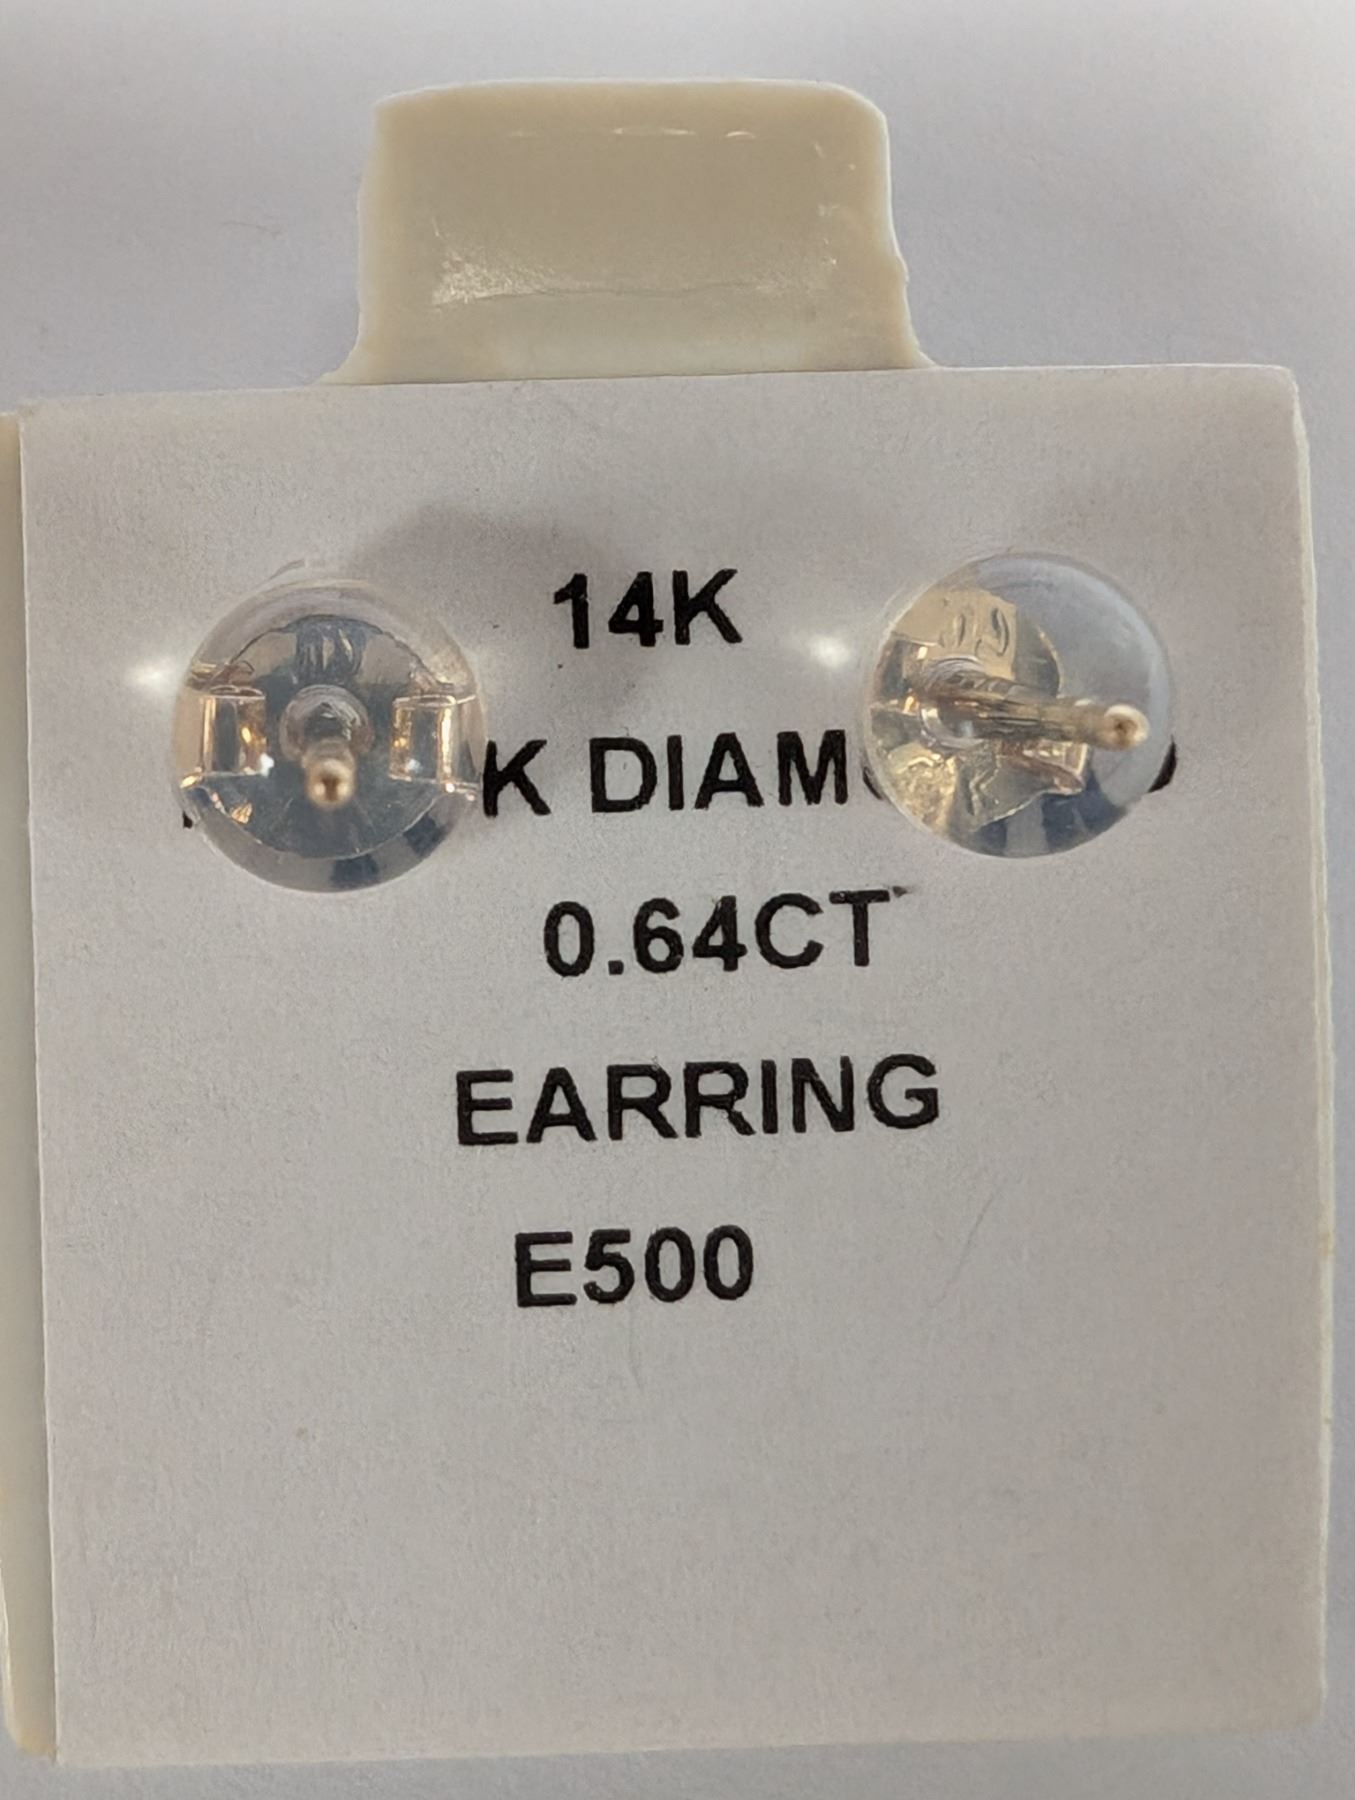 14K
K DIAM
0.64CT
EARRING
E500